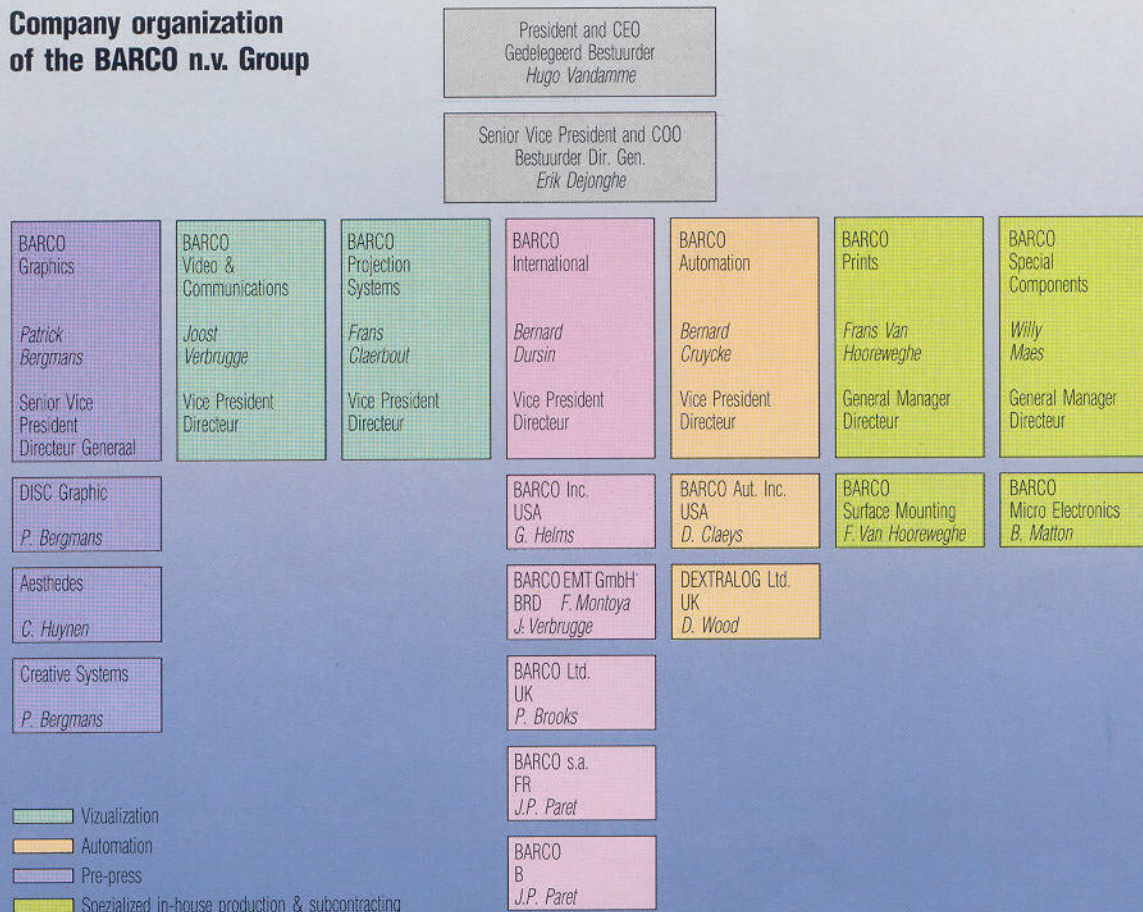 Company organization
of the BARCO n.v. Group
President and CEO
Gedelegeerd Bestuurder
Hugo Vandamme
Senior Vice President and COO
Bestuurder Dir. Gen.
Erik Dejonghe
BARCO
Graphics
Patrick
Bergmans
Senior Vice
President
Directeur Generaal
BARCO
Video &
Communications
Joost
Verbrugge
Vice President
Directeur
BARCO
Projection
Systems
Frans
Claerbout
Vice President
Directeur
BARCO
International
Bernard
Dursin
Vice President
Directeur
BARCO
Automation
Bernard
Cruycke
Vice President
Directeur
BARCO
Prints
Frans Van
Hooreweghe
General Manager
Directeur
BARCO
Special
Components
Willy
Maes
General Manager
Directeur
DISC Graphic
P. Bergmans
BARCO Inc.
USA
G. Helms
BARCO Aut. Inc.
USA
D. Claeys
BARCO
Surface Mounting
F. Van Hooreweghe
BARCO
Micro Electronics
B. Matton
Aesthedes
C. Huynen
BARCO EMT GmbH
BRD F. Montoya
J. Verbrugge
DEXTRALOG Ltd.
UK
D. Wood
Creative Systems
P. Bergmans
BARCO Ltd.
UK
P. Brooks
BARCO s.a.
FR
J.P. Paret
BARCO
B
J.P. Paret
Vizualization
Automation
Pre-press
Spezialized in-house production & subcontracting